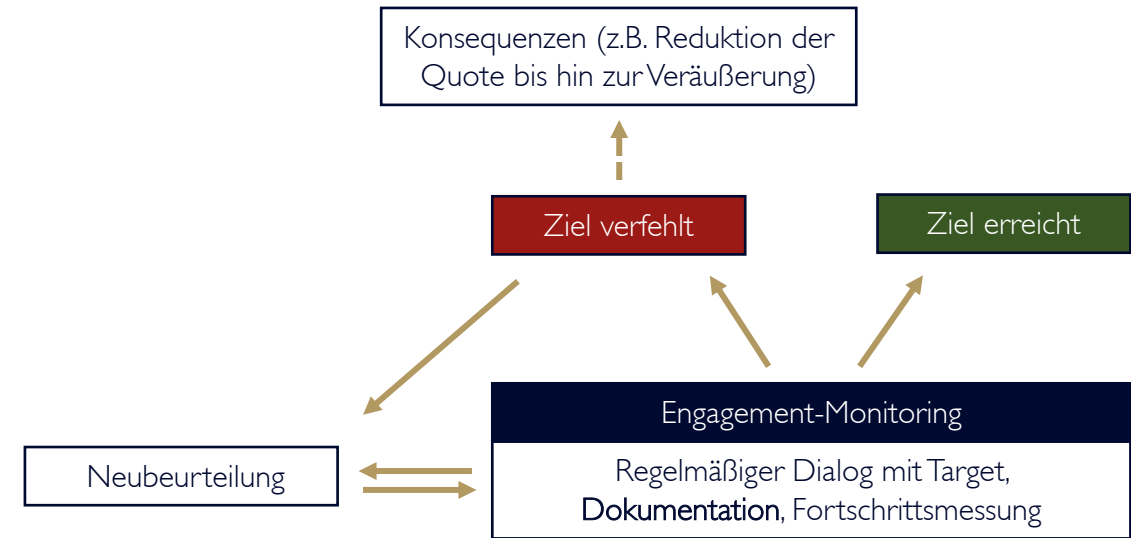 Konsequenzen (z.B. Reduktion der
Quote bis hin zur Veräußerung)
Ziel verfehlt
Ziel erreicht
Engagement-Monitoring
Neubeurteilung
Regelmäßiger Dialog mit Target,
Dokumentation, Fortschrittsmessung